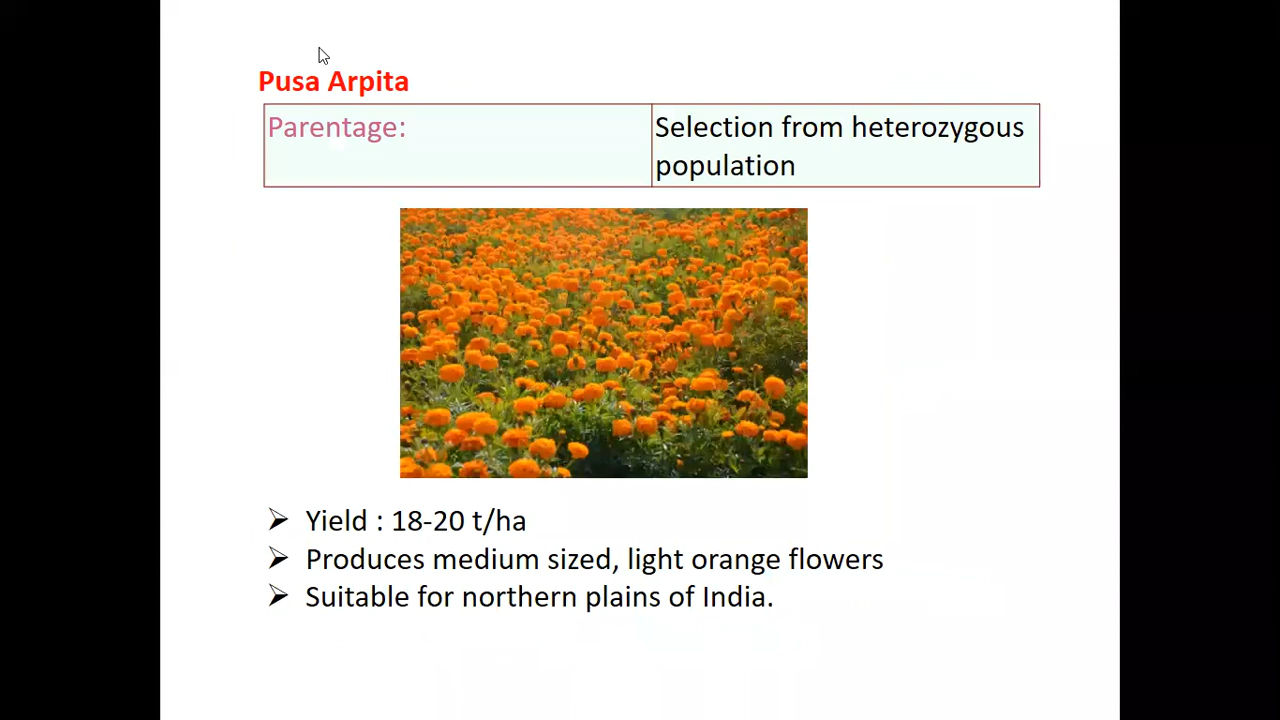 Pusa Arpita
Parentage:
Selection from heterozygous
population
➢ Yield : 18-20 t/ha
➢ Produces medium sized, light orange flowers
➢ Suitable for northern plains of India.